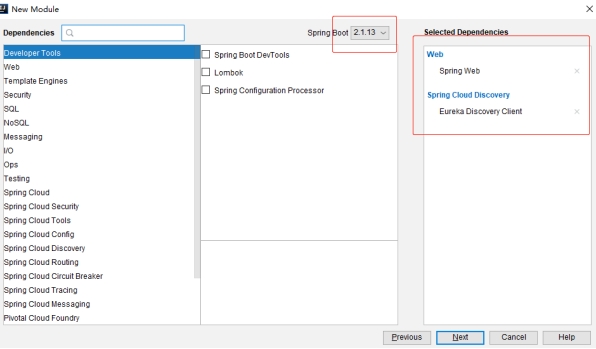 New Module
Dependencies
Spring Boot 2.1.13
Selected Dependencies
Developer Tools
Web
Template Engines
Security
SQL
NoSQL
Messaging
I/O
Ops
Testing
Spring Cloud
Spring Cloud Security
Spring Cloud Tools
Spring Cloud Config
Spring Cloud Discovery
Spring Cloud Routing
Spring Cloud Circuit Breaker
Spring Cloud Tracing
Spring Cloud Messaging
Pivotal Cloud Foundry
Spring Boot DevTools
Lombok
Spring Configuration Processor
Web
Spring Web
Spring Cloud Discovery
Eureka Discovery Client
Previous Next Cancel Help